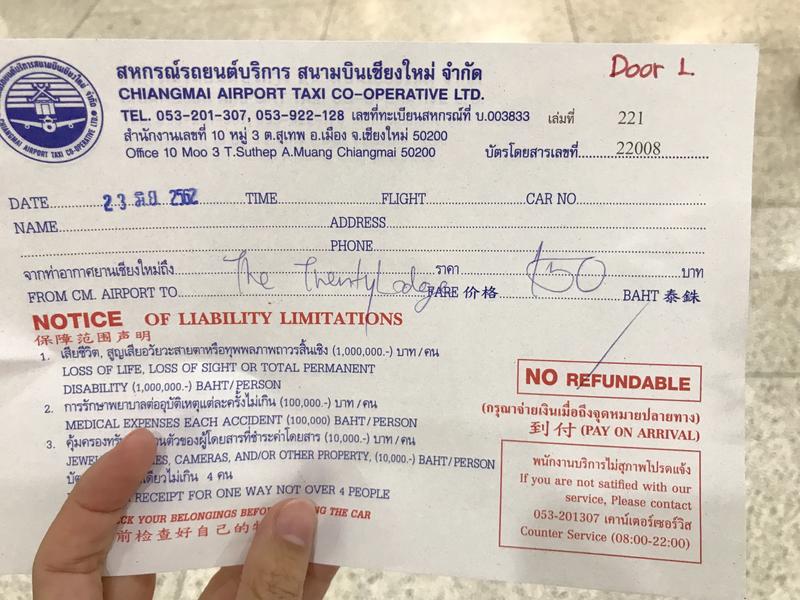 สหกรณ์รถยนต์บริการ สนามบินเชียงใหม่ จำกัด
Door 1.
CHIANGMAI AIRPORT TAXI CO-OPERATIVE LTD.
TEL. 053-201-307, 053-922-128 เลขที่ทะเบียนสหกรณ์ที่ บ.003833 เล่มที่ 221
สำนักงานเลขที่ 10 หมู่ 3 ต.สุเทพ อ.เมือง จ.เชียงใหม่ 50200
Office 10 Moo 3 T.Suthep A.Muang Chiangmai 50200 บัตรโดยสารเลขที่ 22008
DATE 23 มิ.ย. 2562 TIME FLIGHT CAR NO.
NAME ADDRESS
PHONE
จากท่าอากาศยานเชียงใหม่ถึง The Twenty Lodge ราคา 150 บาท
FROM CM. AIRPORT TO FARE 价格 BAHT 泰銖
NOTICE OF LIABILITY LIMITATIONS
保障范围声明
1. เสียชีวิต, สูญเสียอวัยวะสายตาหรือทุพพลภาพถาวรสิ้นเชิง (1,000,000.-) บาท/คน
LOSS OF LIFE, LOSS OF SIGHT OR TOTAL PERMANENT
DISABILITY (1,000,000.-) BAHT/PERSON
2. การรักษาพยาบาลต่ออุบัติเหตุแต่ละครั้งไม่เกิน (100,000.-) บาท/คน
MEDICAL EXPENSES EACH ACCIDENT (100,000) BAHT/PERSON
3. คุ้มครองทรัพ นตัวของผู้โดยสารที่ชำระค่าโดยสาร (10,000.-) บาท/คน
JEWEL ES, CAMERAS, AND/OR OTHER PROPERTY, (10,000.-) BAHT/PERSON
บัต เดียวไม่เกิน 4 คน
RECEIPT FOR ONE WAY NOT OVER 4 PEOPLE
CK YOUR BELONGINGS BEFO NG THE CAR
前检查好自己的
NO REFUNDABLE
(กรุณาจ่ายเงินเมื่อถึงจุดหมายปลายทาง)
到付 (PAY ON ARRIVAL)
พนักงานบริการไม่สุภาพโปรดแจ้ง
If you are not satified with our
service, Please contact
053-201307 เคาน์เตอร์เซอร์วิส
Counter Service (08:00-22:00)